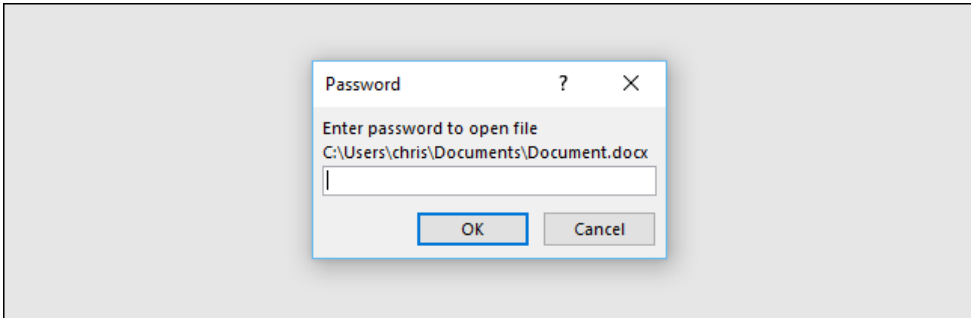 Password ?
Enter password to open file
C:\Users\chris\Documents\Document.docx
OK Cancel